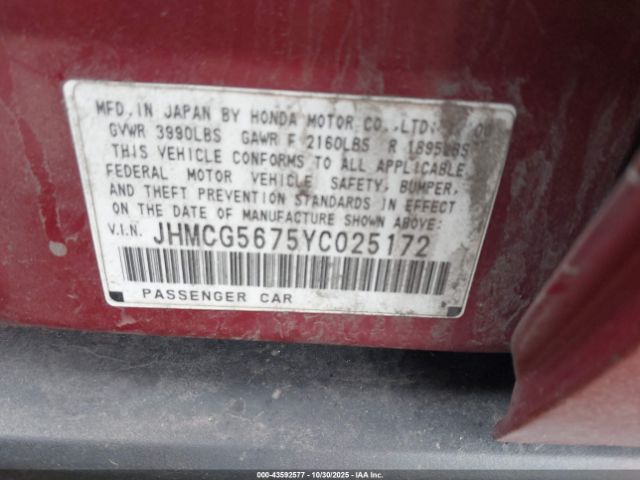 MFD. IN JAPAN BY HONDA MOTOR CO., LTD.
GVWR 3990LBS GAWR F 2160LBS R 1895LBS
THIS VEHICLE CONFORMS TO ALL APPLICABLE
FEDERAL MOTOR VEHICLE SAFETY, BUMPER,
AND THEFT PREVENTION STANDARDS IN EFFECT
ON THE DATE OF MANUFACTURE SHOWN ABOVE.
V.I.N. JHMCG5675YC025172
PASSENGER CAR
00-43592577 - 10/30/2025 - IAA Inc.